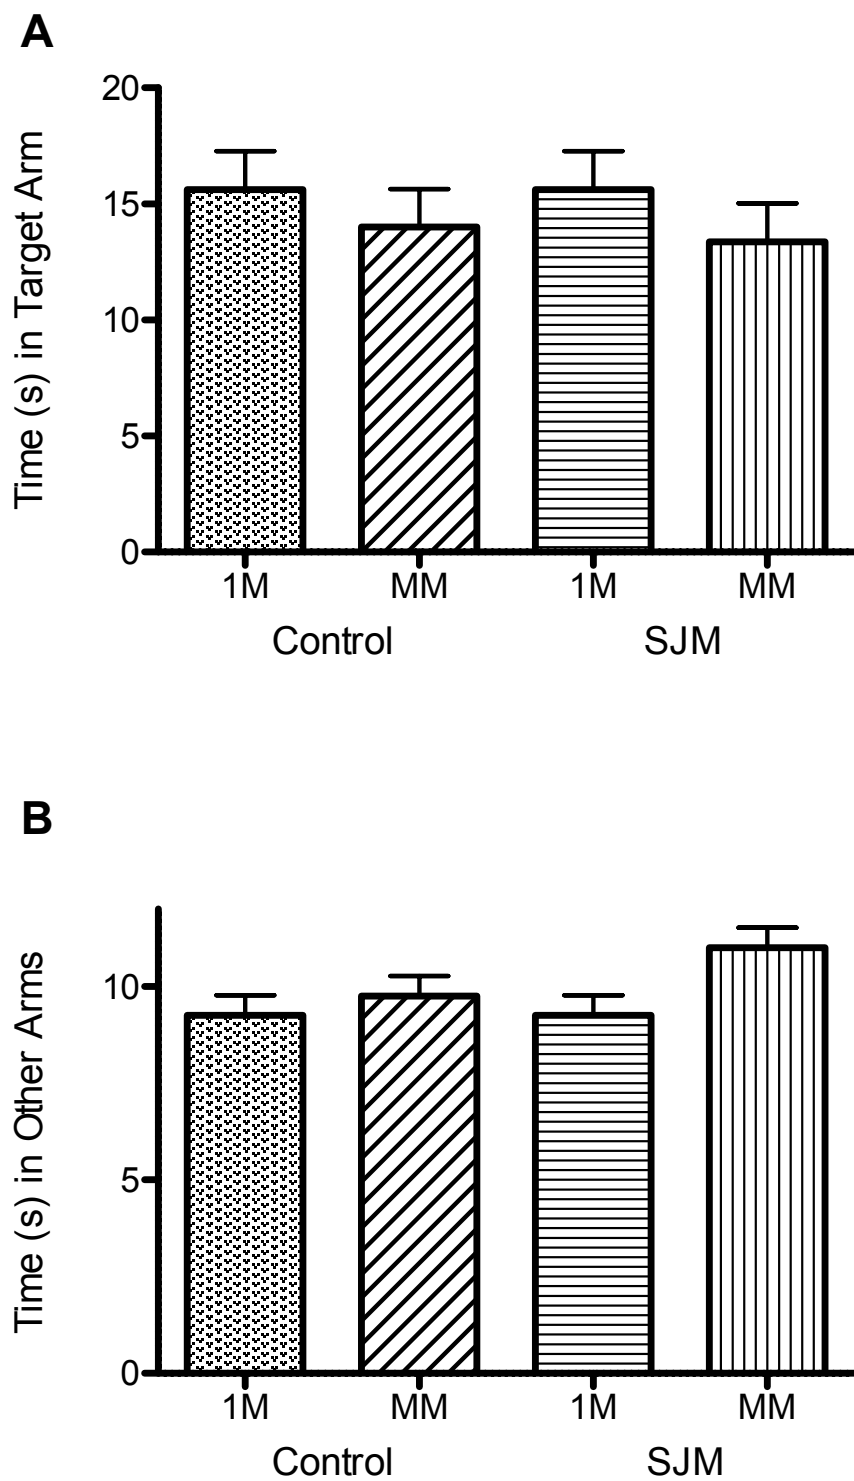 A
Time (s) in Target Arm
20
15
10
5
0
1M MM 1M MM
Control SJM
B
Time (s) in Other Arms
10
5
0
1M MM 1M MM
Control SJM